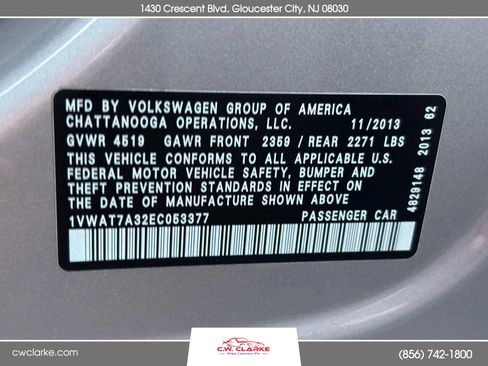 1430 Crescent Blvd, Gloucester City, NJ 08030
MFD BY VOLKSWAGEN GROUP OF AMERICA
CHATTANOOGA OPERATIONS, LLC. 11/2013
GVWR 4519 GAWR FRONT 2359 / REAR 2271 LBS
THIS VEHICLE CONFORMS TO ALL APPLICABLE U.S.
FEDERAL MOTOR VEHICLE SAFETY, BUMPER AND
THEFT PREVENTION STANDARDS IN EFFECT ON
THE DATE OF MANUFACTURE SHOWN ABOVE
1VWAT7A32EC053377 PASSENGER CAR
4829148 2013 62
cwclarke.com
C.W. CLARKE
Where Customers Win
(856) 742-1800